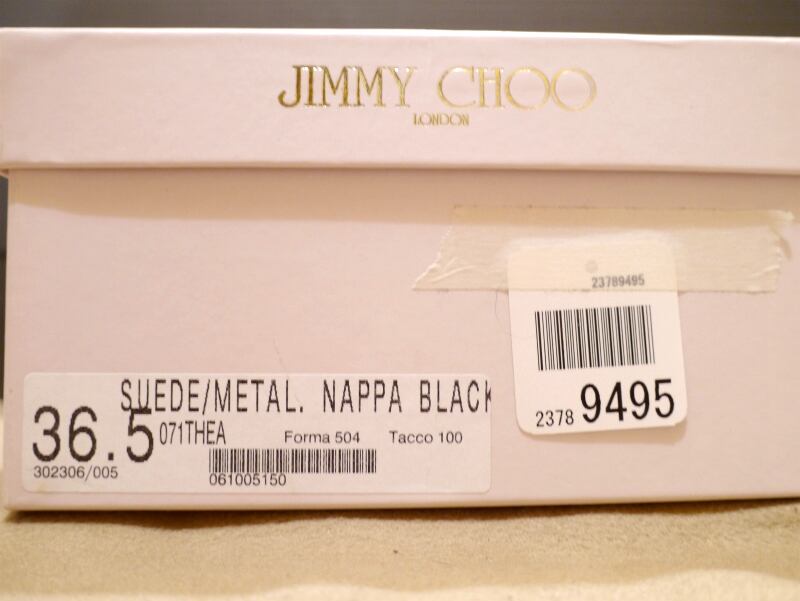 JIMMY CHOO
LONDON
23789495
2378 9495
SUEDE/METAL. NAPPA BLACK
36.5
071THEA Forma 504 Tacco 100
302306/005
061005150